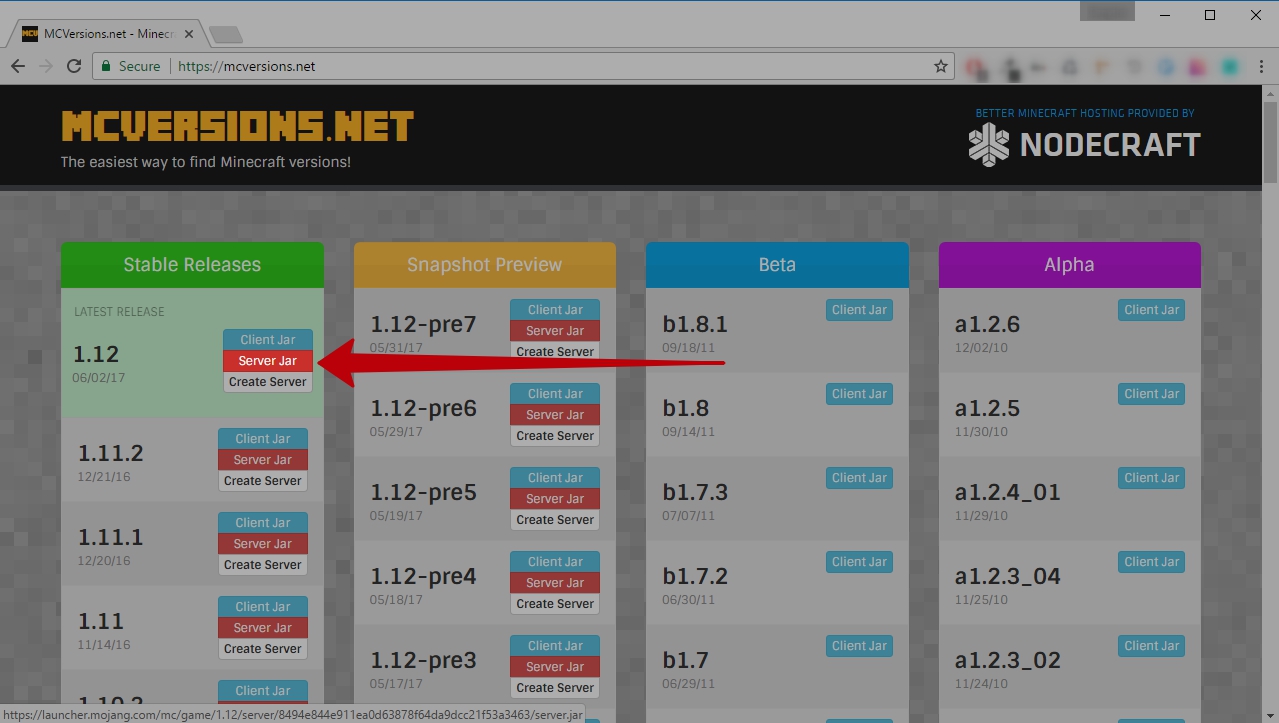 MCVersions.net - Minecr
Secure
https://mcversions.net
MCVERSIONS.NET
The easiest way to find Minecraft versions!
BETTER MINECRAFT HOSTING PROVIDED BY
NODECRAFT
Stable Releases
LATEST RELEASE
1.12
06/02/17
Client Jar
Server Jar
Create Server
1.11.2
12/21/16
Client Jar
Server Jar
Create Server
1.11.1
12/20/16
Client Jar
Server Jar
Create Server
1.11
11/14/16
Client Jar
Server Jar
Create Server
1.10.2
Client Jar
Snapshot Preview
1.12-pre7
05/31/17
Client Jar
Server Jar
Create Server
1.12-pre6
05/29/17
Client Jar
Server Jar
Create Server
1.12-pre5
05/19/17
Client Jar
Server Jar
Create Server
1.12-pre4
05/18/17
Client Jar
Server Jar
Create Server
1.12-pre3
05/17/17
Client Jar
Server Jar
Create Server
Beta
b1.8.1
09/18/11
Client Jar
b1.8
09/14/11
Client Jar
b1.7.3
07/07/11
Client Jar
b1.7.2
06/30/11
Client Jar
b1.7
06/29/11
Client Jar
Alpha
a1.2.6
12/02/10
Client Jar
a1.2.5
11/30/10
Client Jar
a1.2.4_01
11/29/10
Client Jar
a1.2.3_04
11/25/10
Client Jar
a1.2.3_02
11/24/10
Client Jar
https://launcher.mojang.com/mc/game/1.12/server/8494e844e911ea0d63878f64da9dcc21f53a3463/server.jar